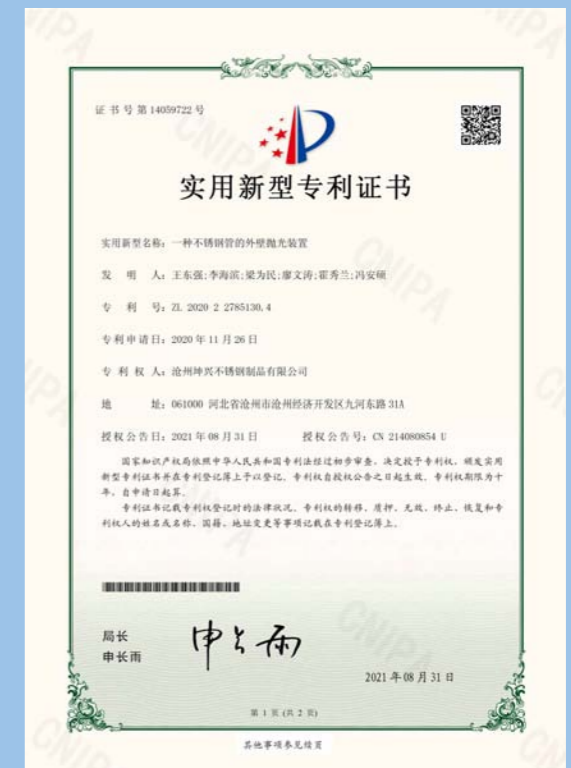 证书号第14059722号
实用新型专利证书
实用新型名称：一种不锈钢管的外壁抛光装置
发 明 人：王东强;李海滨;梁为民;廖文涛;霍秀兰;冯安硕
专 利 号：ZL 2020 2 2785130.4
专利申请日：2020年11月26日
专 利 权 人：沧州坤兴不锈钢制品有限公司
地 址：061000 河北省沧州市沧州经济开发区九河东路31A
授权公告日：2021年08月31日 授权公告号：CN 214080854 U
国家知识产权局依照中华人民共和国专利法经过初步审查，决定授予专利权，颁发实用
新型专利证书并在专利登记簿上予以登记。专利权自授权公告之日起生效。专利权期限为十
年，自申请日起算。
专利证书记载专利权登记时的法律状况。专利权的转移、质押、无效、终止、恢复和专
利权人的姓名或名称、国籍、地址变更等事项记载在专利登记簿上。
局长
申长雨
申长雨
2021年08月31日
第 1 页 (共 2 页)
其他事项参见续页
CNIPA